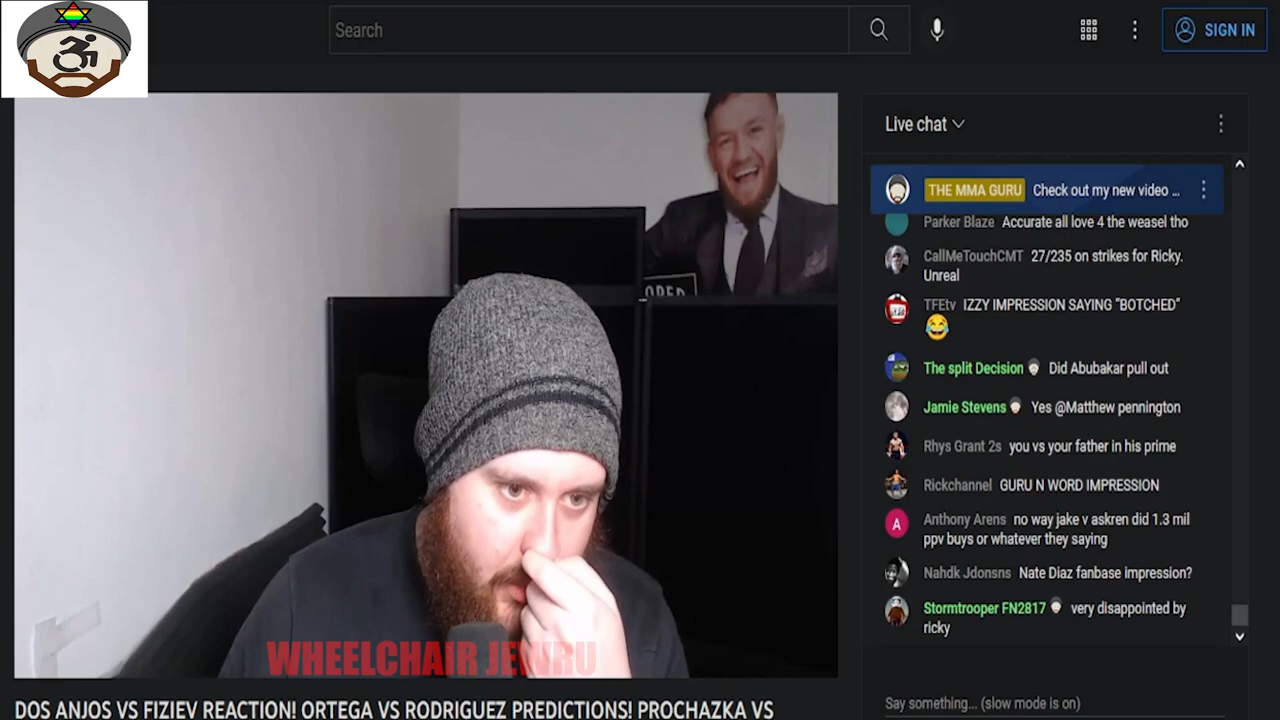 Search
SIGN IN
Live chat
THE MMA GURU Check out my new video ...
Parker Blaze Accurate all love 4 the weasel tho
CallMeTouchCMT 27/235 on strikes for Ricky.
Unreal
TFEtv IZZY IMPRESSION SAYING "BOTCHED"
The split Decision Did Abubakar pull out
Jamie Stevens Yes @Matthew pennington
Rhys Grant 2s you vs your father in his prime
Rickchannel GURU N WORD IMPRESSION
A Anthony Arens no way jake v askren did 1.3 mil
ppv buys or whatever they saying
Nahdk Jdonsns Nate Diaz fanbase impression?
Stormtrooper FN2817 very disappointed by
ricky
Say something... (slow mode is on)
WHEELCHAIR JEWRU
DOS ANJOS VS FIZIEV REACTION! ORTEGA VS RODRIGUEZ PREDICTIONS! PROCHAZKA VS